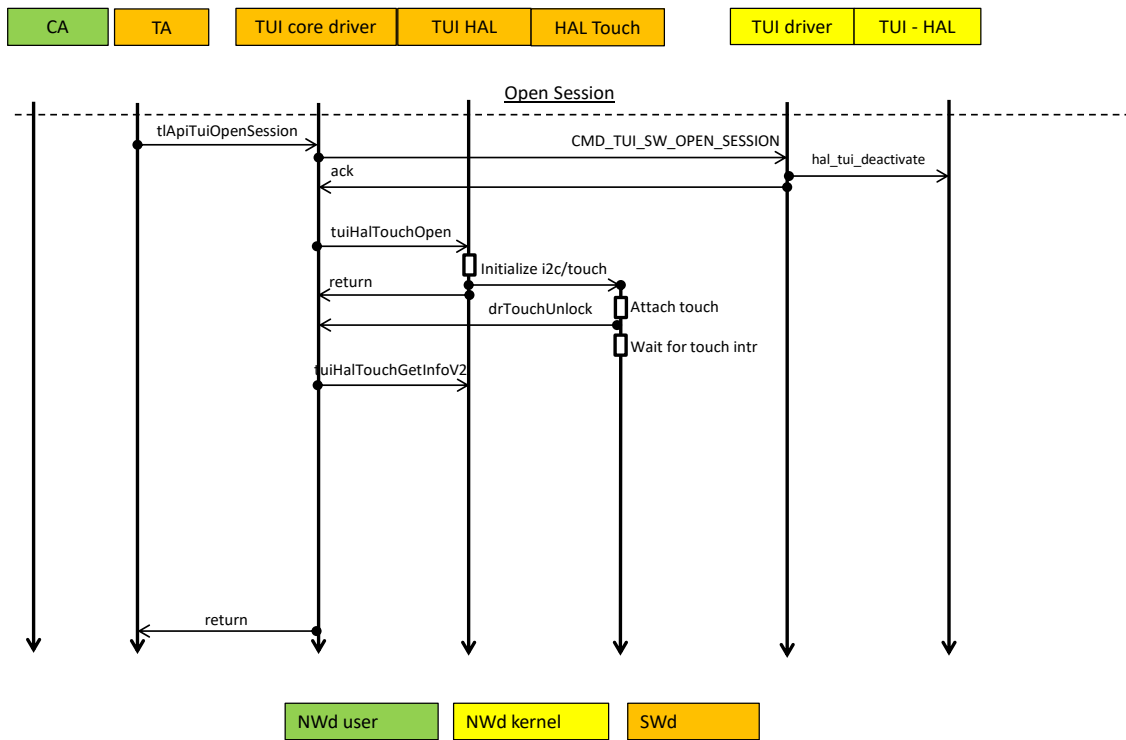 CA
TA
TUI core driver
TUI HAL
HAL Touch
TUI driver
TUI - HAL
Open Session
tlApiTuiOpenSession
CMD_TUI_SW_OPEN_SESSION
hal_tui_deactivate
ack
tuiHalTouchOpen
Initialize i2c/touch
return
Attach touch
drTouchUnlock
Wait for touch intr
tuiHalTouchGetInfoV2
return
NWd user
NWd kernel
SWd